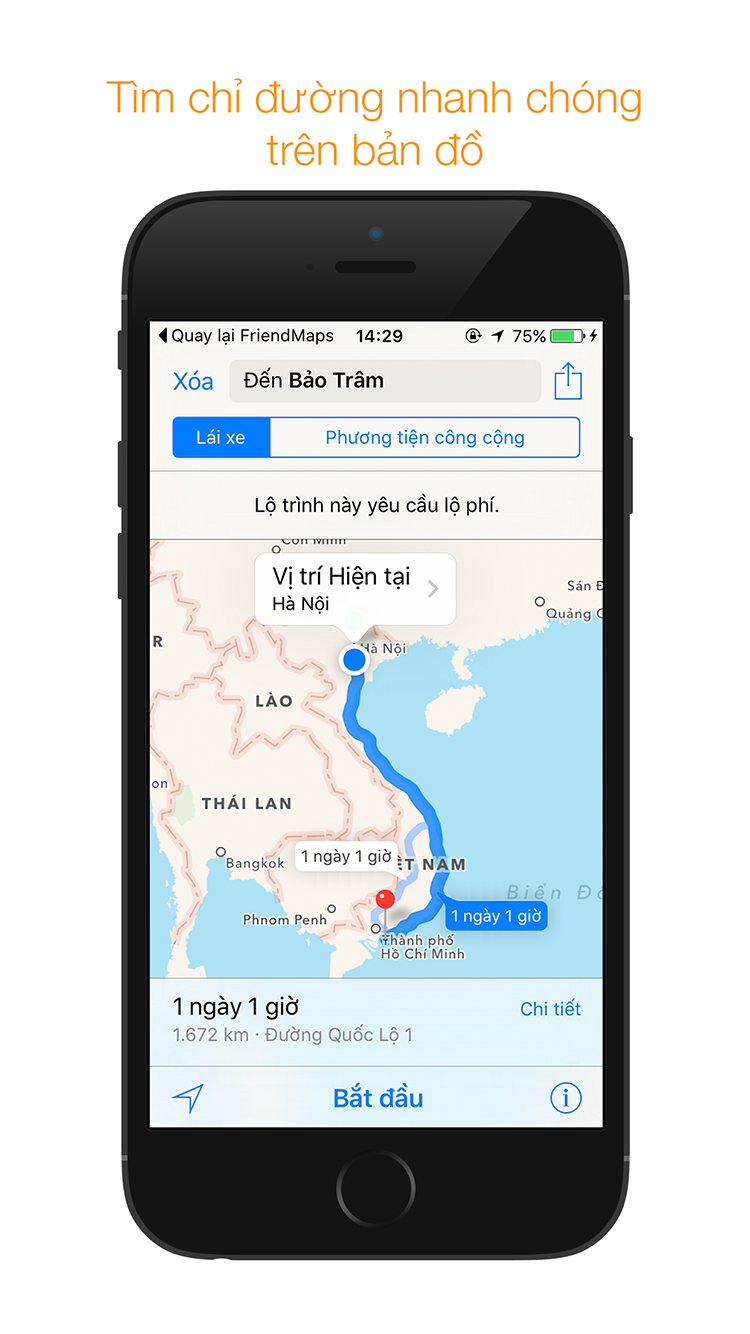 Tìm chỉ đường nhanh chóng
trên bản đồ
Quay lại FriendMaps 14:29 75%
Xóa Đến Bảo Trâm
Lái xe Phương tiện công cộng
Lộ trình này yêu cầu lộ phí.
Vị trí Hiện tại
Hà Nội
Sán
Quảng
Hà Nội
R
LÀO
on
THÁI LAN
Bangkok
1 ngày 1 giờ
ỆT NAM
Biển Đô
Phnom Penh
1 ngày 1 giờ
Thành phố
Hồ Chí Minh
1 ngày 1 giờ Chi tiết
1.672 km · Đường Quốc Lộ 1
Bắt đầu